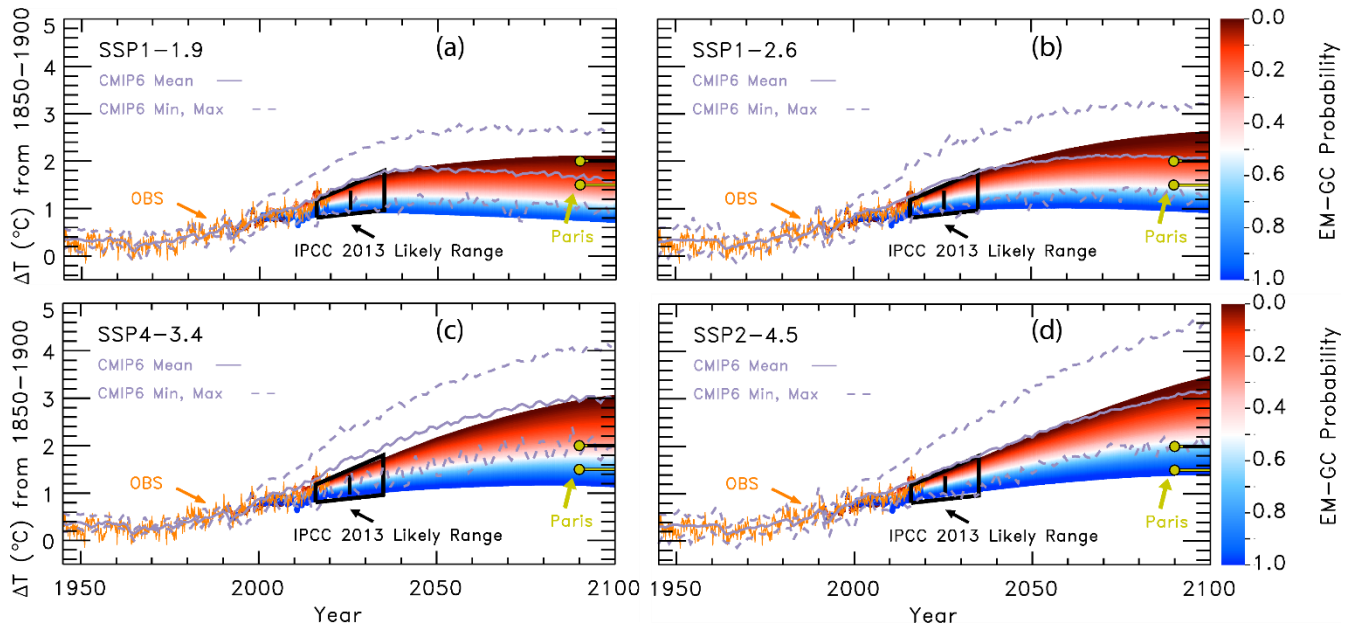 (a)
SSP1-1.9
CMIP6 Mean
CMIP6 Min, Max
OBS
IPCC 2013 Likely Range
Paris
5
4
3
2
1
0
ΔT (°C) from 1850-1900
(b)
SSP1-2.6
CMIP6 Mean
CMIP6 Min, Max
OBS
IPCC 2013 Likely Range
Paris
0.0
0.2
0.4
0.6
0.8
1.0
EM-GC Probability
(c)
SSP4-3.4
CMIP6 Mean
CMIP6 Min, Max
OBS
IPCC 2013 Likely Range
Paris
5
4
3
2
1
0
ΔT (°C) from 1850-1900
1950 2000 2050 2100
Year
(d)
SSP2-4.5
CMIP6 Mean
CMIP6 Min, Max
OBS
IPCC 2013 Likely Range
Paris
1950 2000 2050 2100
Year
0.0
0.2
0.4
0.6
0.8
1.0
EM-GC Probability